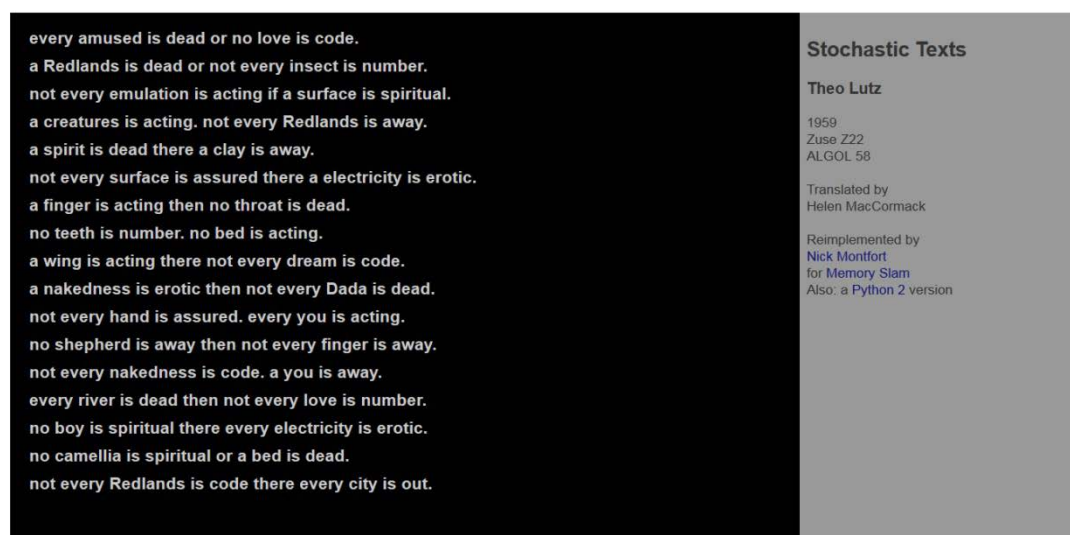 every amused is dead or no love is code.
a Redlands is dead or not every insect is number.
not every emulation is acting if a surface is spiritual.
a creatures is acting. not every Redlands is away.
a spirit is dead there a clay is away.
not every surface is assured there a electricity is erotic.
a finger is acting then no throat is dead.
no teeth is number. no bed is acting.
a wing is acting there not every dream is code.
a nakedness is erotic then not every Dada is dead.
not every hand is assured. every you is acting.
no shepherd is away then not every finger is away.
not every nakedness is code. a you is away.
every river is dead then not every love is number.
no boy is spiritual there every electricity is erotic.
no camellia is spiritual or a bed is dead.
not every Redlands is code there every city is out.
Stochastic Texts
Theo Lutz
1959
Zuse Z22
ALGOL 58
Translated by
Helen MacCormack
Reimplemented by
Nick Montfort
for Memory Slam
Also: a Python 2 version